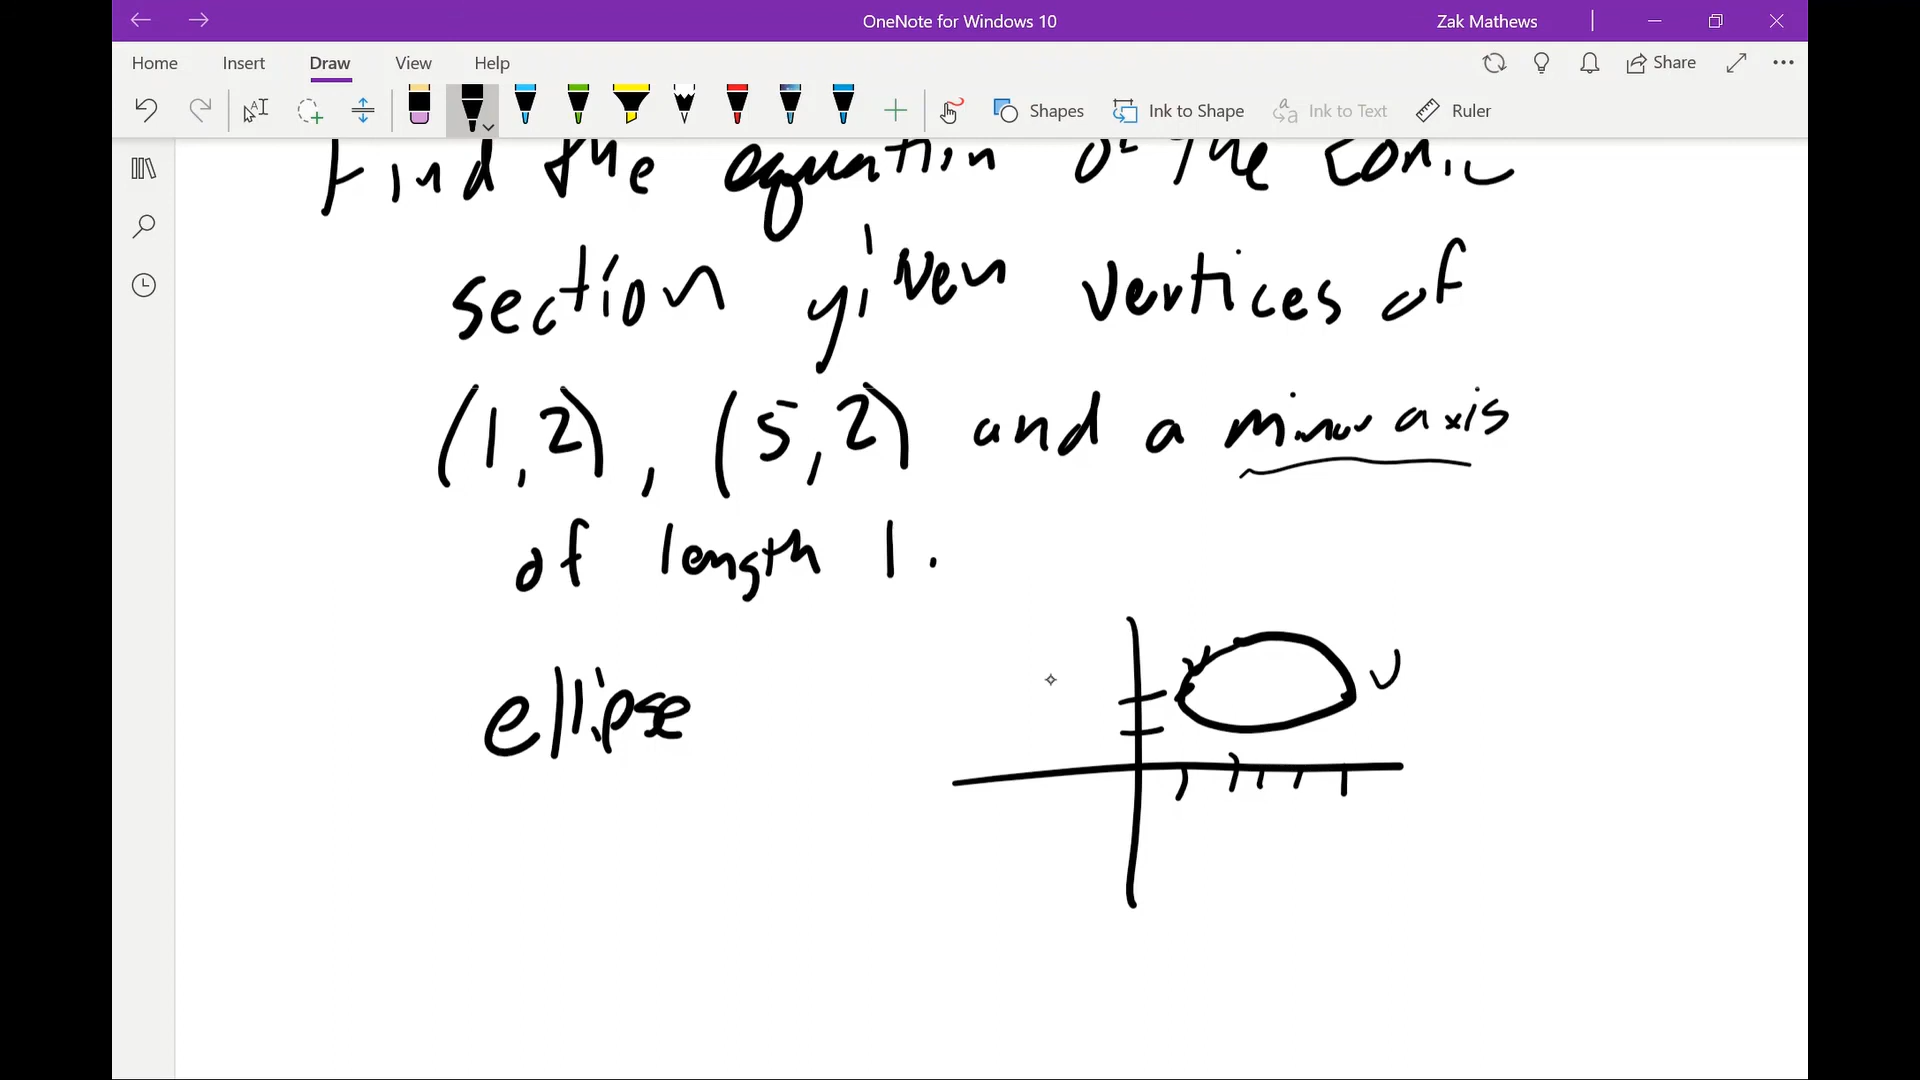 OneNote for Windows 10
Zak Mathews
Home Insert Draw View Help
Share
Shapes Ink to Shape Ink to Text Ruler
Find the equation of the conic
section given vertices of
(1,2), (5,2) and a minor axis
of length 1.
ellipse
V V